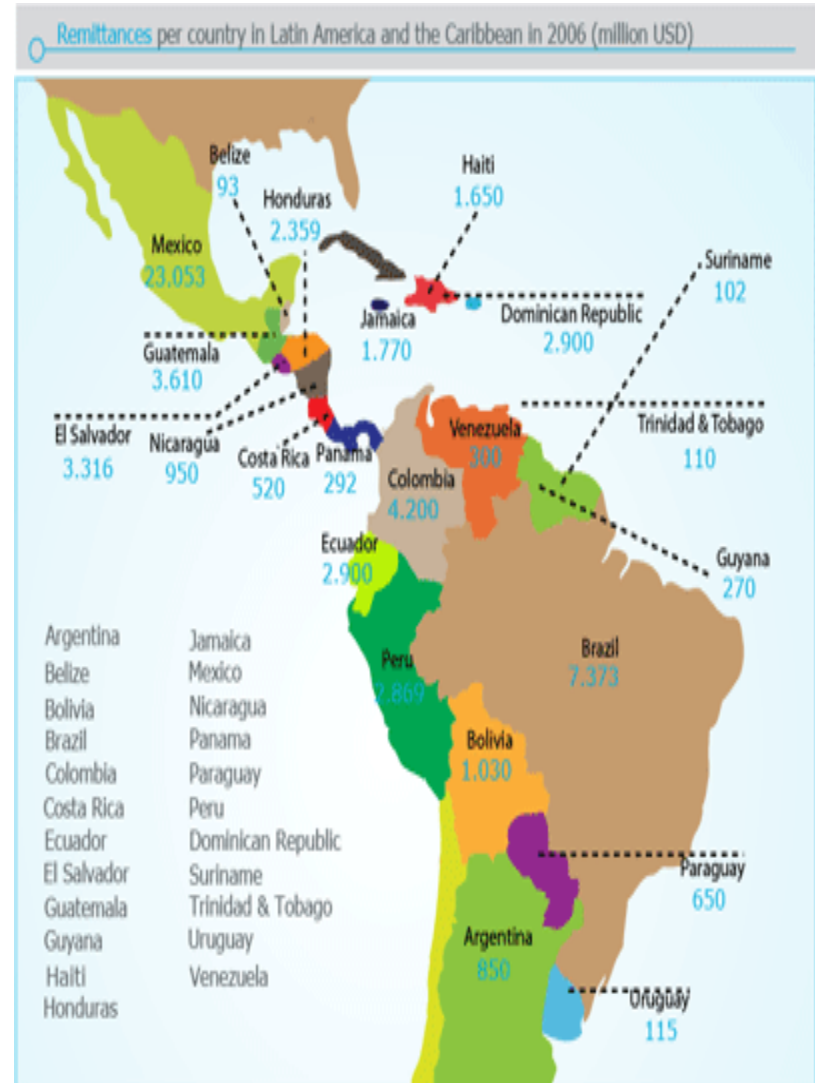 Remittances per country in Latin America and the Caribbean in 2006 (million USD)
Belize
93
Honduras
2.359
Haiti
1.650
Mexico
23.053
Suriname
102
Jamaica
1.770
Dominican Republic
2.900
Guatemala
3.610
El Salvador
3.316
Nicaragua
950
Costa Rica
520
Panama
292
Venezuela
300
Trinidad & Tobago
110
Colombia
4.200
Ecuador
2.900
Guyana
270
Peru
2.869
Brazil
7.373
Bolivia
1.030
Paraguay
650
Argentina
850
Uruguay
115
Argentina
Belize
Bolivia
Brazil
Colombia
Costa Rica
Ecuador
El Salvador
Guatemala
Guyana
Haiti
Honduras
Jamaica
Mexico
Nicaragua
Panama
Paraguay
Peru
Dominican Republic
Suriname
Trinidad & Tobago
Uruguay
Venezuela